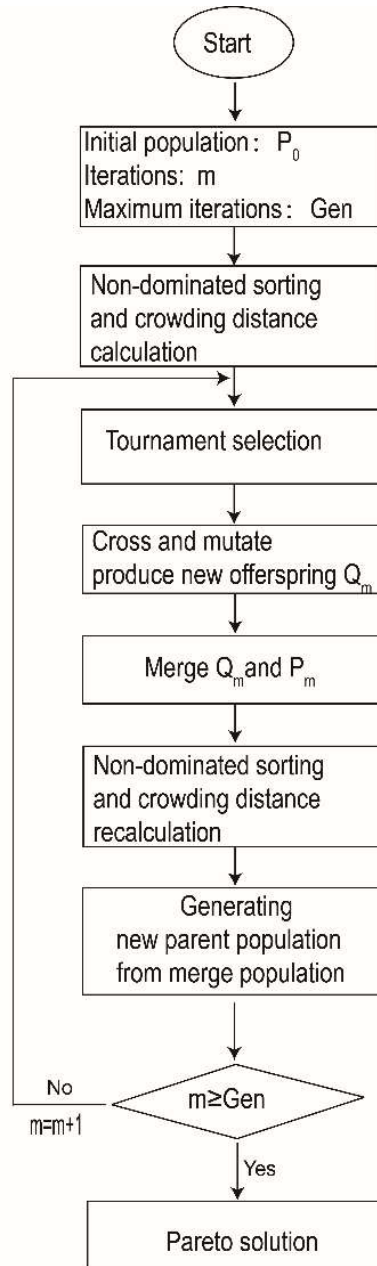 Start
Initial population: P₀
Iterations: m
Maximum iterations: Gen
Non-dominated sorting
and crowding distance
calculation
Tournament selection
Cross and mutate
produce new offerspring Qₘ
Merge Qₘ and Pₘ
Non-dominated sorting
and crowding distance
recalculation
Generating
new parent population
from merge population
No
m=m+1
m≥Gen
Yes
Pareto solution